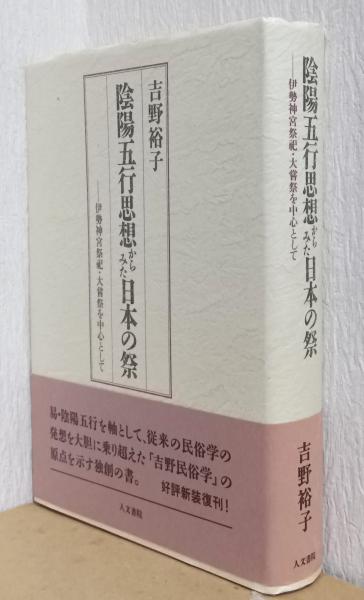 吉野裕子
陰陽五行思想からみた日本の祭
──伊勢神宮祭祀・大嘗祭を中心として
易・陰陽五行を軸として、従来の民俗学の
発想を大胆に乗り超えた「吉野民俗学」の
原点を示す独創の書。
好評新装復刊!
人文書院
陰陽五行思想からみた日本の祭
──伊勢神宮祭祀・大嘗祭を中心として
吉野裕子
人文書院